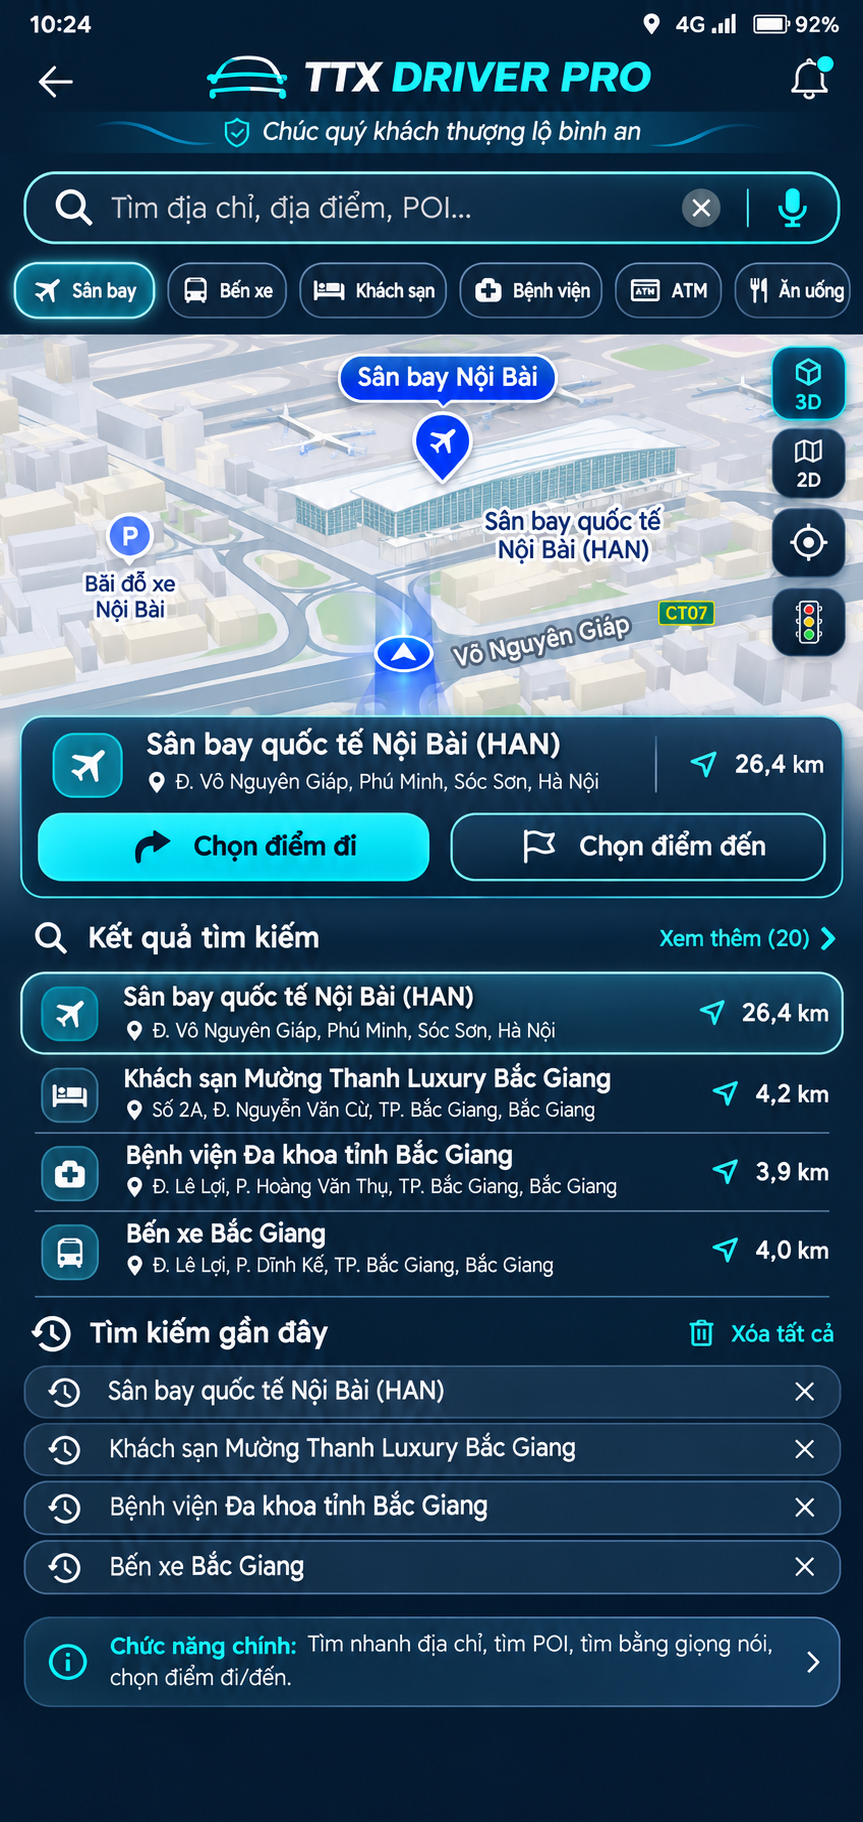 10:24
4G 92%
TTX DRIVER PRO
Chúc quý khách thượng lộ bình an
Tìm địa chỉ, địa điểm, POI...
Sân bay
Bến xe
Khách sạn
Bệnh viện
ATM
ATM
Ăn uống
Sân bay Nội Bài
3D
2D
Sân bay quốc tế
Nội Bài (HAN)
P
Băi đỗ xe
Nội Bài
CT07
Võ Nguyên Giáp
Sân bay quốc tế Nội Bài (HAN)
Đ. Võ Nguyên Giáp, Phú Minh, Sóc Sơn, Hà Nội
26,4 km
Chọn điểm đi
Chọn điểm đến
Kết quả tìm kiếm
Xem thêm (20)
Sân bay quốc tế Nội Bài (HAN)
Đ. Võ Nguyên Giáp, Phú Minh, Sóc Sơn, Hà Nội
26,4 km
Khách sạn Mường Thanh Luxury Bắc Giang
Số 2A, Đ. Nguyễn Văn Cừ, TP. Bắc Giang, Bắc Giang
4,2 km
Bệnh viện Đa khoa tỉnh Bắc Giang
Đ. Lê Lợi, P. Hoàng Văn Thụ, TP. Bắc Giang, Bắc Giang
3,9 km
Bến xe Bắc Giang
Đ. Lê Lợi, P. Dĩnh Kế, TP. Bắc Giang, Bắc Giang
4,0 km
Tìm kiếm gần đây
Xóa tất cả
Sân bay quốc tế Nội Bài (HAN)
Khách sạn Mường Thanh Luxury Bắc Giang
Bệnh viện Đa khoa tỉnh Bắc Giang
Bến xe Bắc Giang
Chức năng chính: Tìm nhanh địa chỉ, tìm POI, tìm bằng giọng nói,
chọn điểm đi/đến.